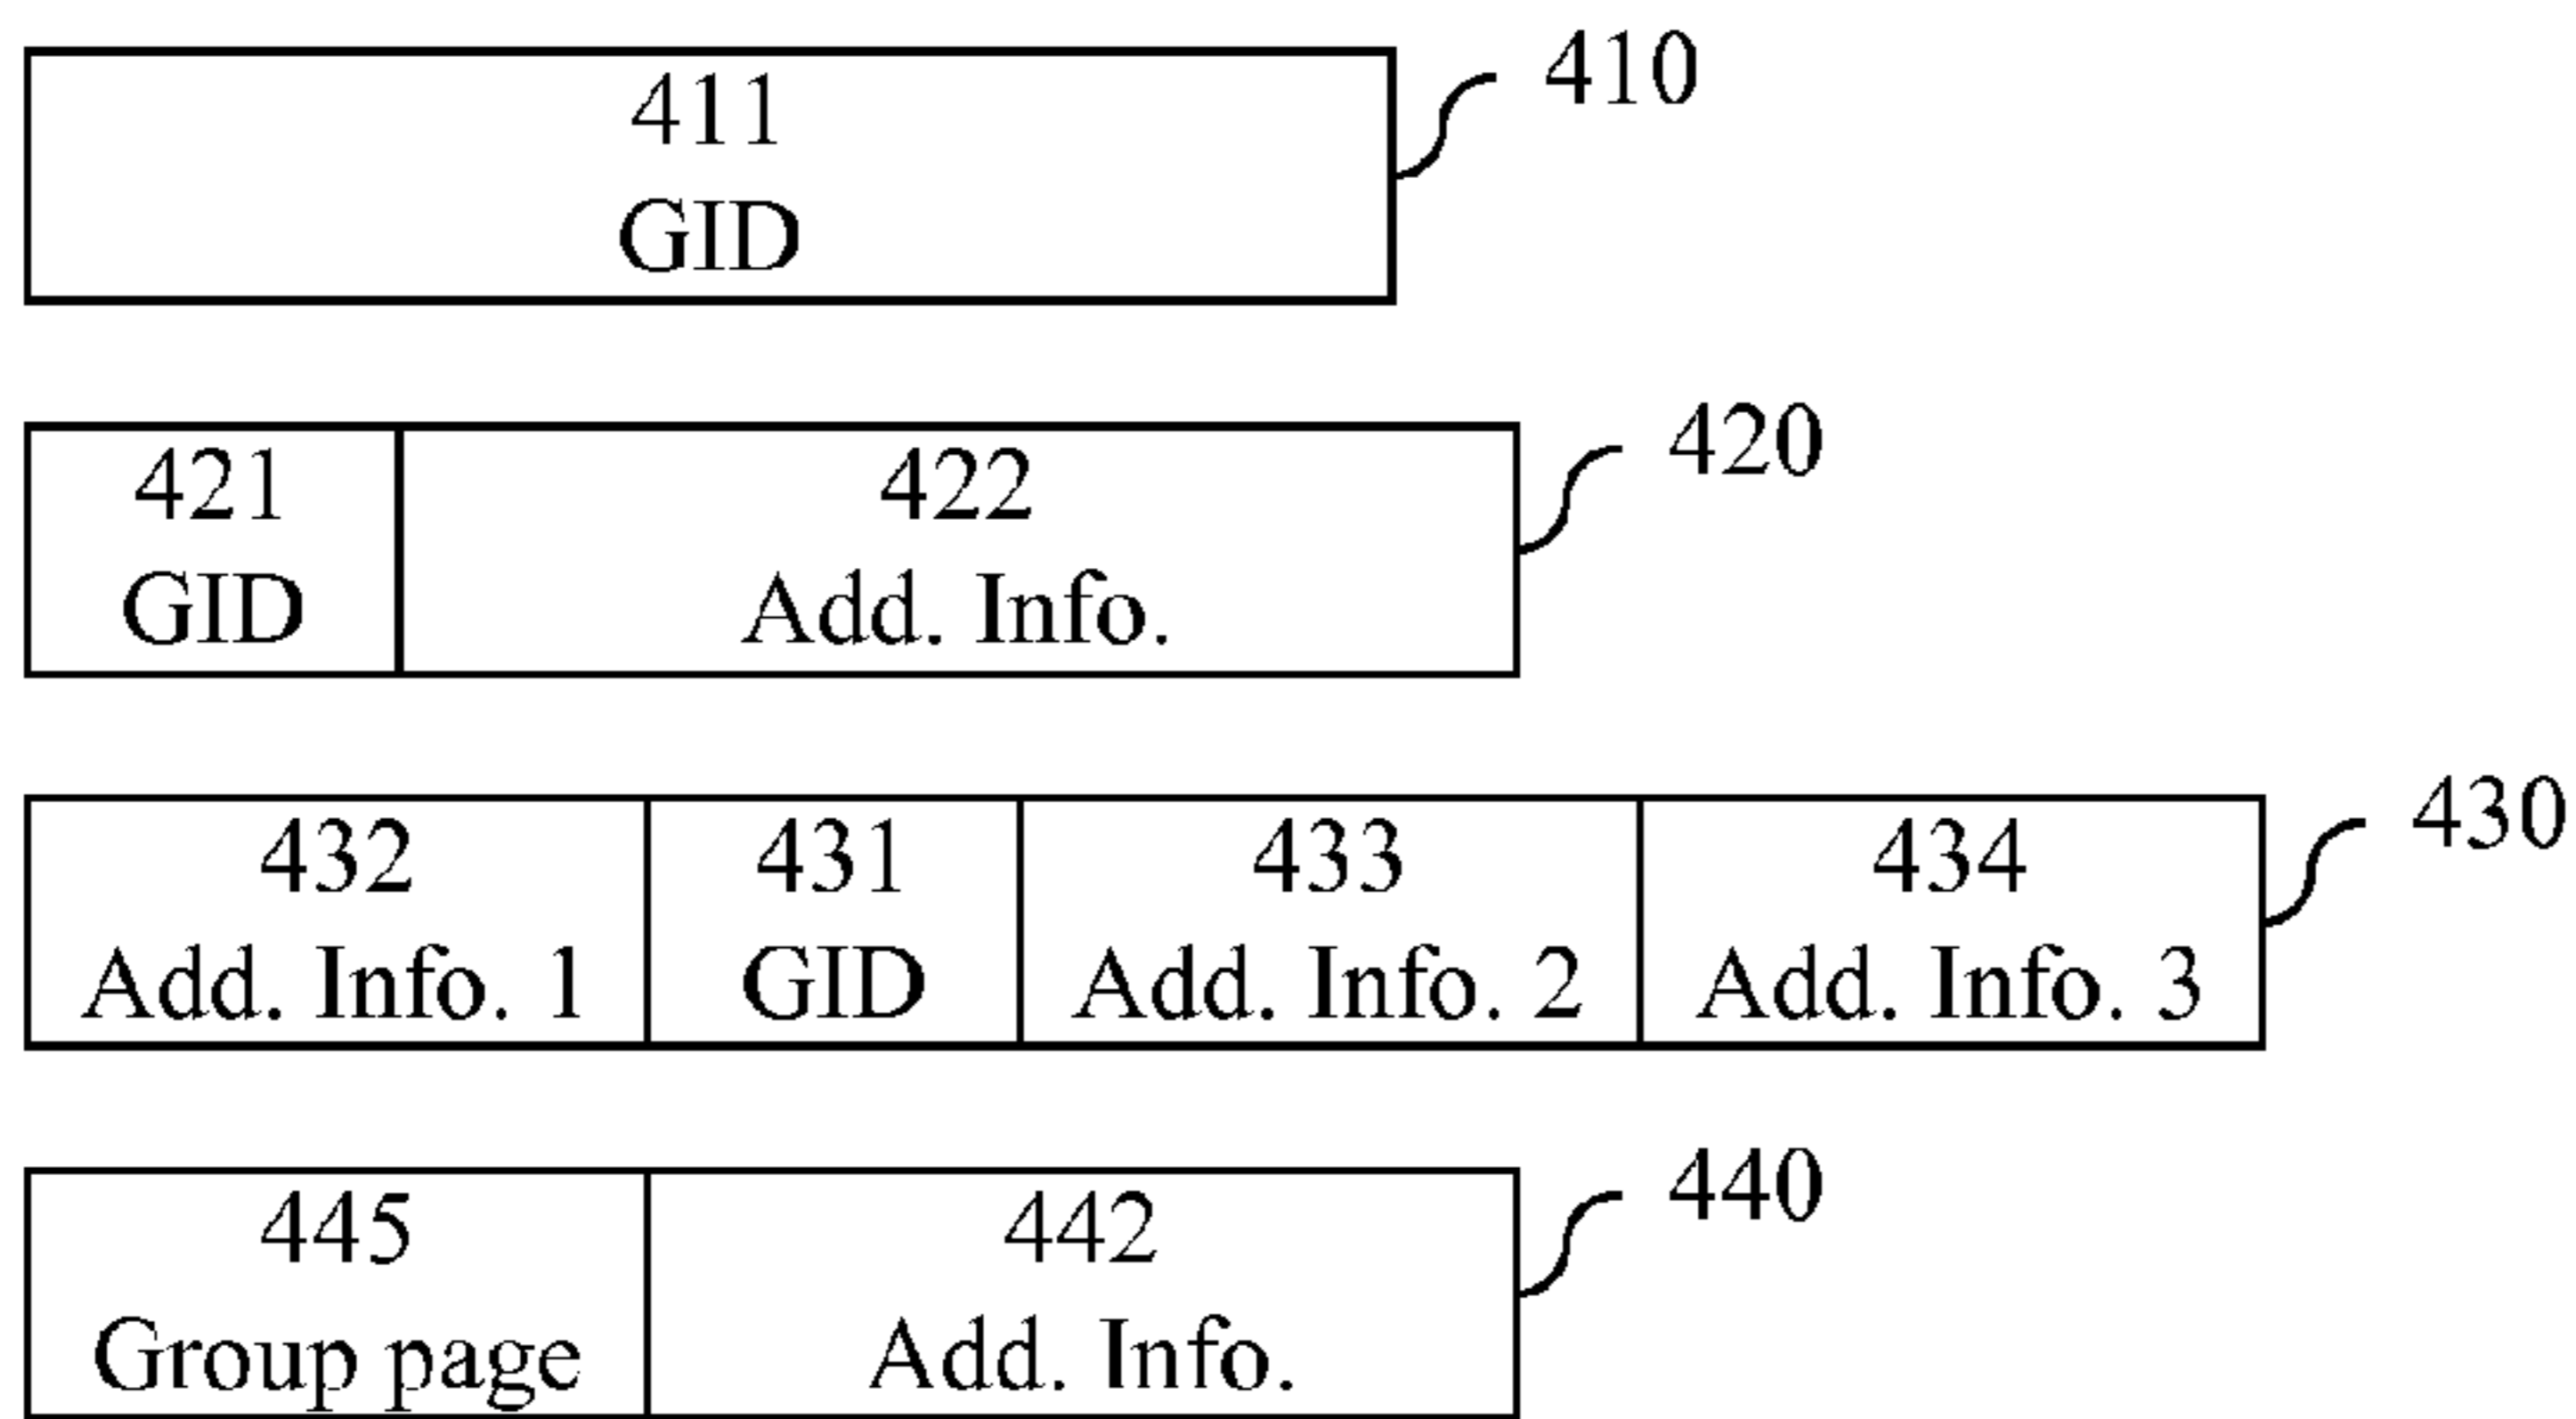 411
GID
410
421
GID
422
Add. Info.
420
432
Add. Info. 1
431
GID
433
Add. Info. 2
434
Add. Info. 3
430
445
Group page
442
Add. Info.
440